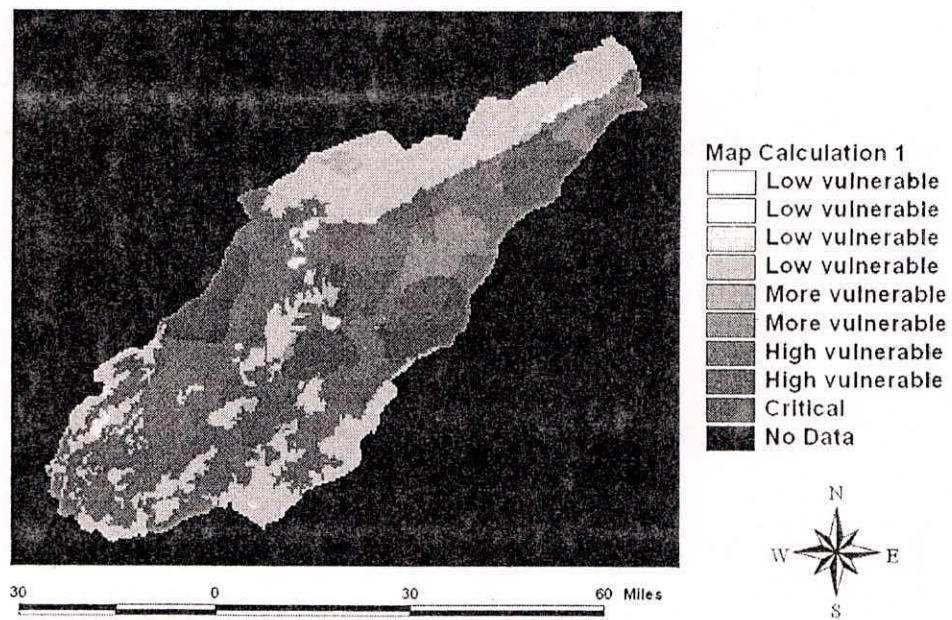 Map Calculation 1
Low vulnerable
Low vulnerable
Low vulnerable
Low vulnerable
More vulnerable
More vulnerable
High vulnerable
High vulnerable
Critical
No Data
N
W E
S
30 0 30 60 Miles